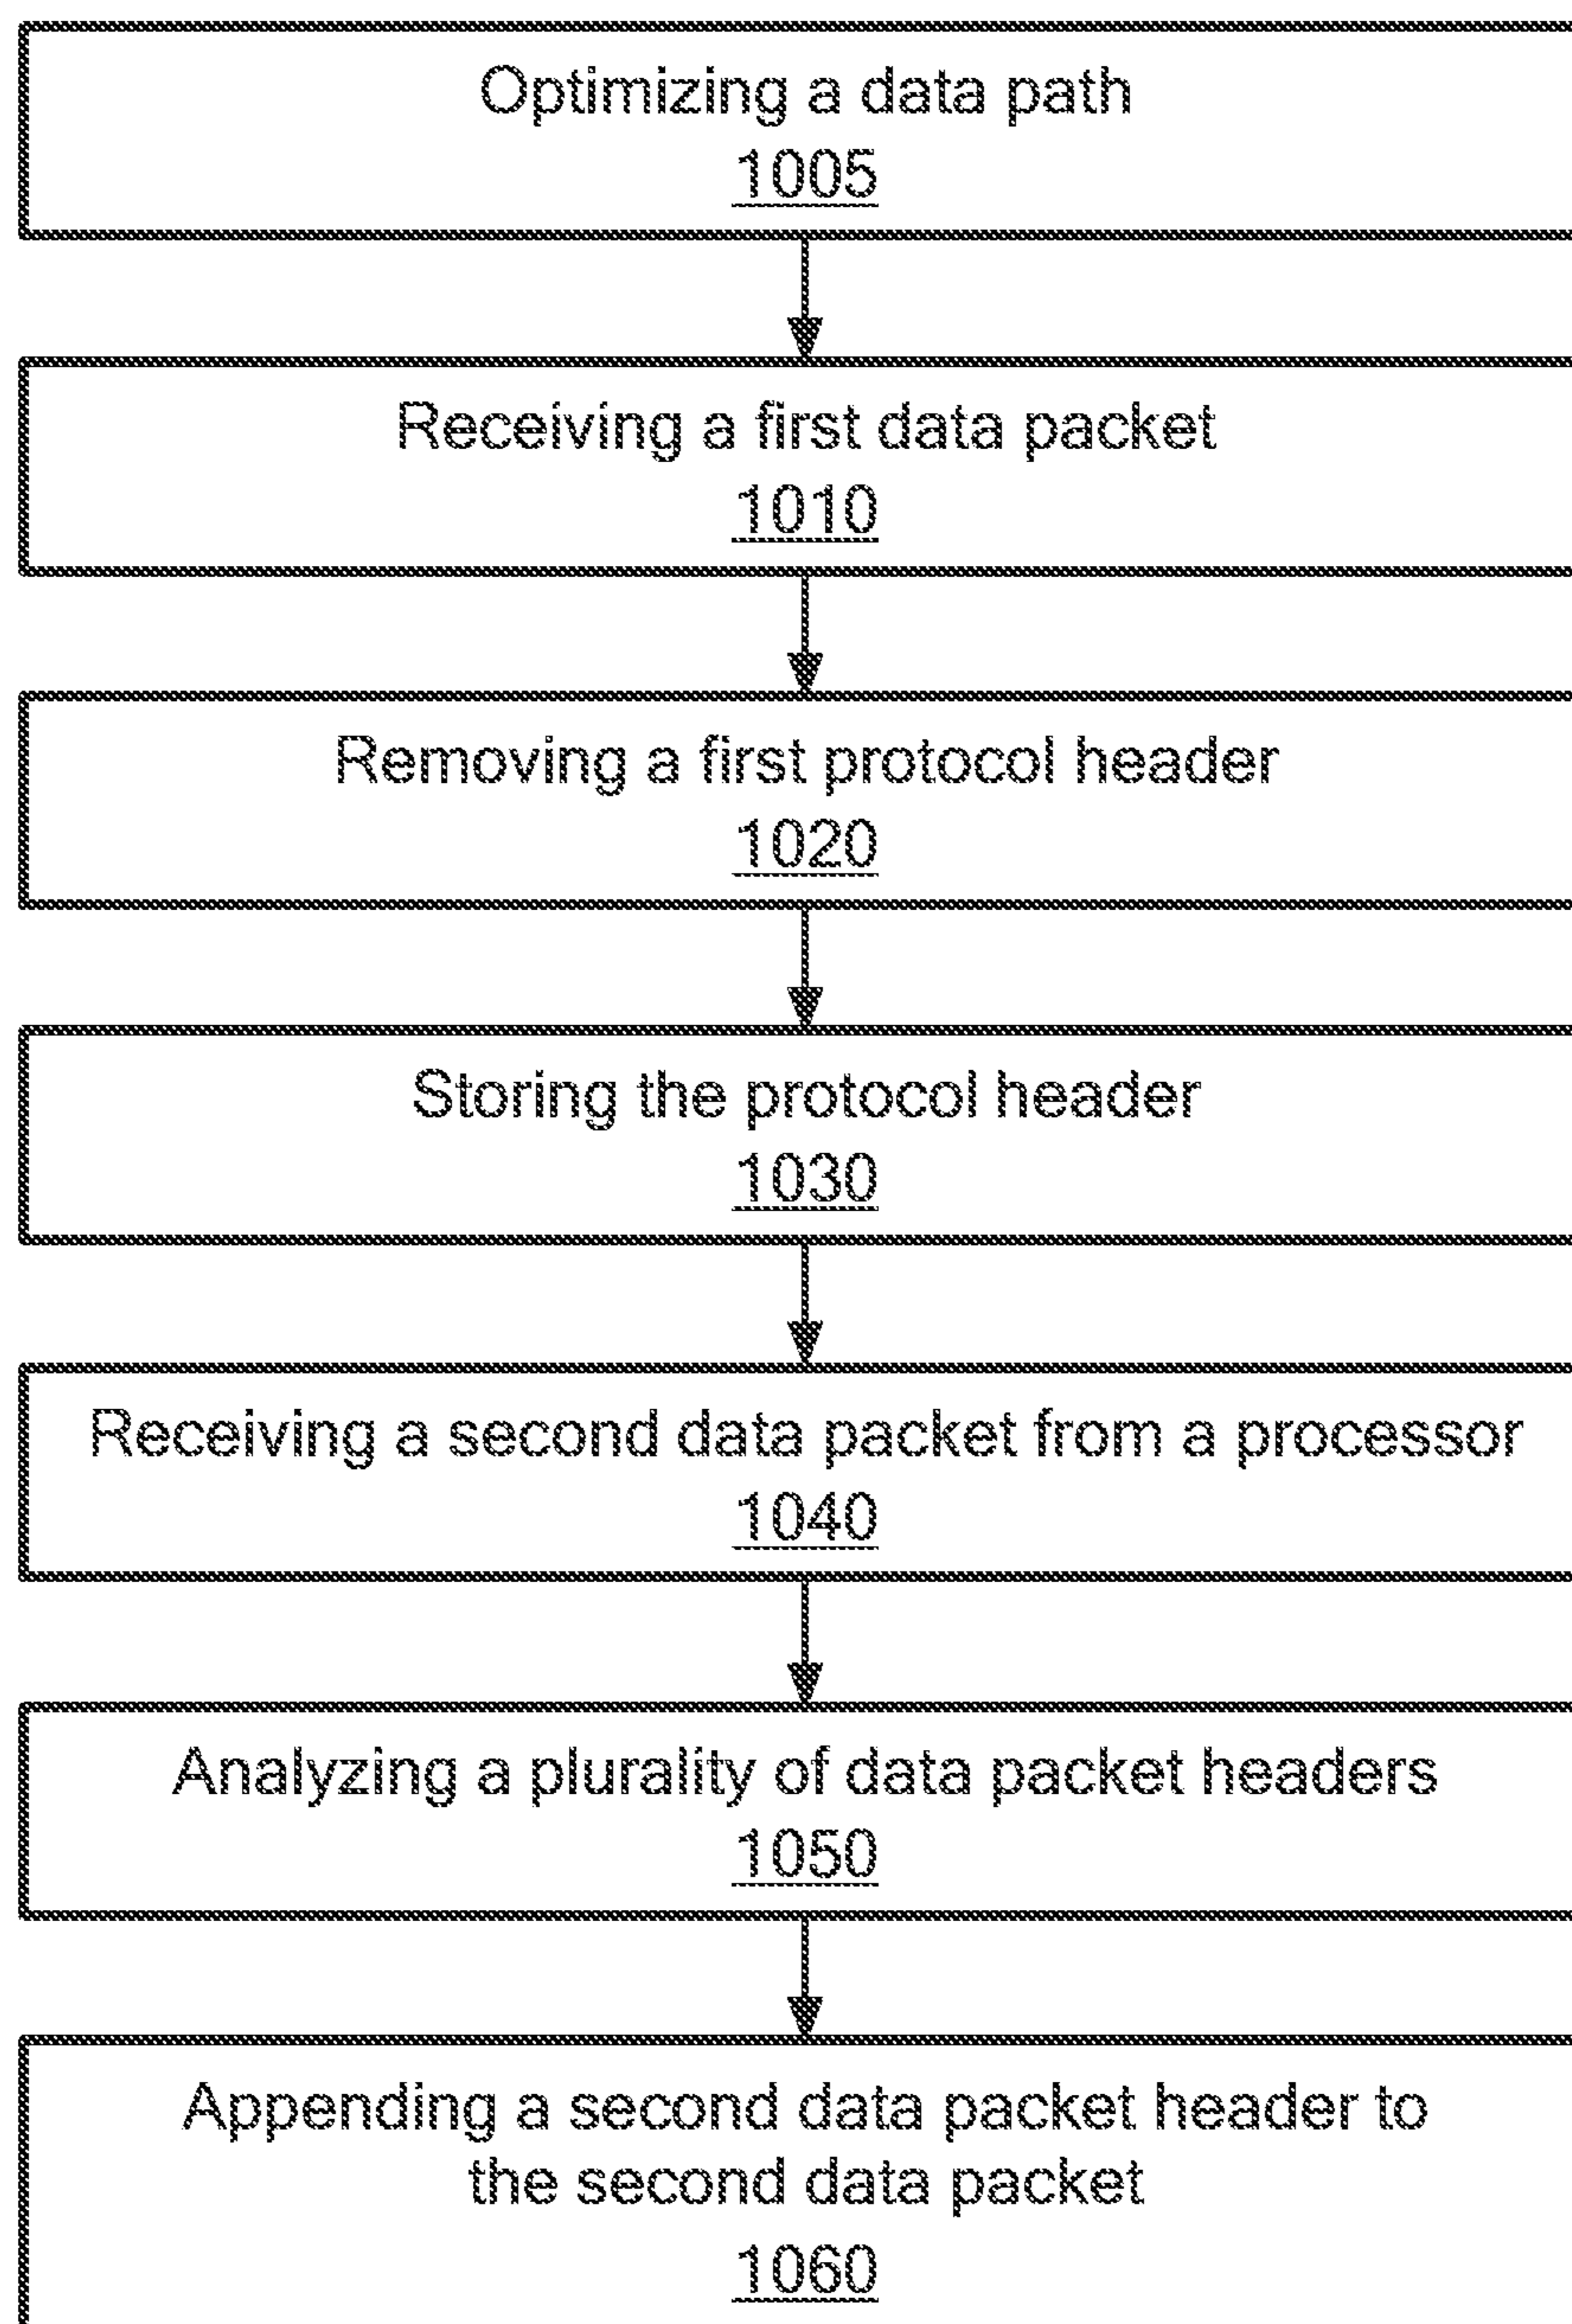 Optimizing a data path
1005
Receiving a first data packet
1010
Removing a first protocol header
1020
Storing the protocol header
1030
Receiving a second data packet from a processor
1040
Analyzing a plurality of data packet headers
1050
Appending a second data packet header to
the second data packet
1060